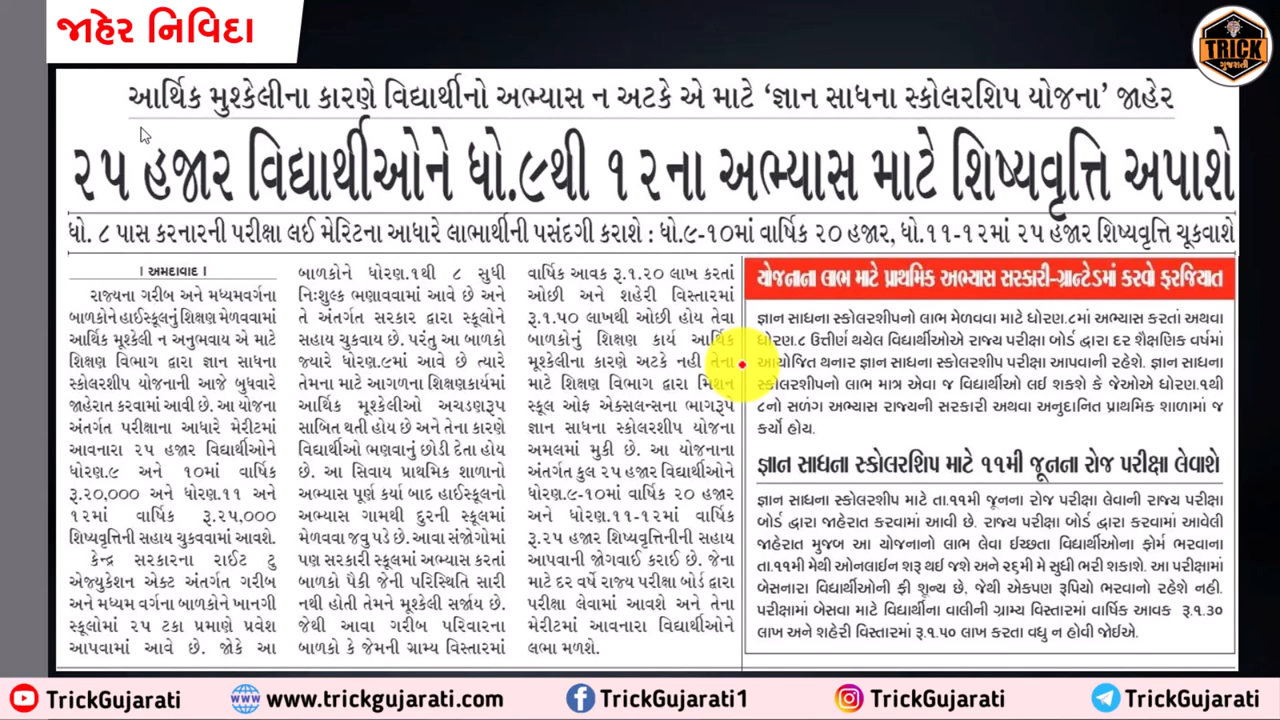 જાહેર નિવિદા
TRICK
ગુજરાતી
આર્થિક મુશ્કેલીના કારણે વિદ્યાર્થીનો અભ્યાસ ન અટકે એ માટે ‘જ્ઞાન સાધના સ્કોલરશિપ યોજના’ જાહેર
૨૫ હજાર વિદ્યાર્થીઓને ધો.૯થી ૧૨ના અભ્યાસ માટે શિષ્યવૃત્તિ અપાશે
ધો. ૮ પાસ કરનારની પરીક્ષા લઈ મેરિટના આધારે લાભાર્થીની પસંદગી કરાશે : ધો.૯-૧૦માં વાર્ષિક ૨૦ હજાર, ધો.૧૧-૧૨માં ૨૫ હજાર શિષ્યવૃત્તિ ચૂકવાશે
। અમદાવાદ ।
રાજ્યના ગરીબ અને મધ્યમવર્ગના
બાળકોને હાઈસ્કૂલનું શિક્ષણ મેળવવામાં
આર્થિક મુશ્કેલી ન અનુભવાય એ માટે
શિક્ષણ વિભાગ દ્વારા જ્ઞાન સાધના
સ્કોલરશીપ યોજનાની આજે બુધવારે
જાહેરાત કરવામાં આવી છે. આ યોજના
અંતર્ગત પરીક્ષાના આધારે મેરીટમાં
આવનારા ૨૫ હજાર વિદ્યાર્થીઓને
ધોરણ.૯ અને ૧૦માં વાર્ષિક
રૂ.૨૦,૦૦૦ અને ધોરણ.૧૧ અને
૧૨માં વાર્ષિક રૂ.૨૫,૦૦૦
શિષ્યવૃત્તિની સહાય ચુકવવામાં આવશે.
કેન્દ્ર સરકારના રાઈટ ટુ
એજ્યુકેશન એક્ટ અંતર્ગત ગરીબ
અને મધ્યમ વર્ગના બાળકોને ખાનગી
સ્કૂલોમાં ૨૫ ટકા પ્રમાણે પ્રવેશ
આપવામાં આવે છે. જોકે આ
બાળકોને ધોરણ.૧થી ૮ સુધી
નિઃશુલ્ક ભણાવવામાં આવે છે અને
તે અંતર્ગત સરકાર દ્વારા સ્કૂલોને
સહાય ચુકવાય છે. પરંતુ આ બાળકો
જ્યારે ધોરણ.૯માં આવે છે ત્યારે
તેમના માટે આગળના શિક્ષણકાર્યમાં
આર્થિક મૂશ્કેલીઓ અચડણરૂપ
સાબિત થતી હોય છે અને તેના કારણે
વિદ્યાર્થીઓ ભણવાનું છોડી દેતા હોય
છે. આ સિવાય પ્રાથમિક શાળાનો
અભ્યાસ પૂર્ણ કર્યા બાદ હાઈસ્કૂલનો
અભ્યાસ ગામથી દુરની સ્કૂલમાં
મેળવવા જવુ પડે છે. આવા સંજોગોમાં
પણ સરકારી સ્કૂલમાં અભ્યાસ કરતાં
બાળકો પૈકી જેની પરિસ્થિતિ સારી
નથી હોતી તેમને મૂશ્કેલી સર્જાય છે.
જેથી આવા ગરીબ પરિવારના
બાળકો કે જેમની ગ્રામ્ય વિસ્તારમાં
વાર્ષિક આવક રૂ.૧.૨૦ લાખ કરતાં
ઓછી અને શહેરી વિસ્તારમાં
રૂ.૧.૫૦ લાખથી ઓછી હોય તેવા
બાળકોનું શિક્ષણ કાર્ય આર્થિક
મૂશ્કેલીના કારણે અટકે નહી તેના
માટે શિક્ષણ વિભાગ દ્વારા મિશન
સ્કૂલ ઓફ એક્સલન્સના ભાગરૂપ
જ્ઞાન સાધના સ્કોલરશીપ યોજના
અમલમાં મુકી છે. આ યોજનાના
અંતર્ગત કુલ ૨૫ હજાર વિદ્યાર્થીઓને
ધોરણ.૯-૧૦માં વાર્ષિક ૨૦ હજાર
અને ધોરણ.૧૧-૧૨માં વાર્ષિક
રૂ.૨૫ હજાર શિષ્યવૃત્તિનીની સહાય
આપવાની જોગવાઈ કરાઈ છે. જેના
માટે દર વર્ષે રાજ્ય પરીક્ષા બોર્ડ દ્વારા
પરીક્ષા લેવામાં આવશે અને તેના
મેરીટમાં આવનારા વિદ્યાર્થીઓને
લભા મળશે.
યોજનાના લાભ માટે પ્રાથમિક અભ્યાસ સરકારી-ગ્રાન્ટેડમાં કરવો ફરજિયાત
જ્ઞાન સાધના સ્કોલરશીપનો લાભ મેળવવા માટે ધોરણ.૮માં અભ્યાસ કરતાં અથવા
ધોરણ.૮ ઉત્તીર્ણ થયેલ વિદ્યાર્થીઓએ રાજ્ય પરીક્ષા બોર્ડ દ્વારા દર શૈક્ષણિક વર્ષમાં
આયોજિત થનાર જ્ઞાન સાધના સ્કોલરશીપ પરીક્ષા આપવાની રહેશે. જ્ઞાન સાધના
સ્કોલરશીપનો લાભ માત્ર એવા જ વિદ્યાર્થીઓ લઈ શકશે કે જેઓએ ધોરણ.૧થી
૮નો સળંગ અભ્યાસ રાજ્યની સરકારી અથવા અનુદાનિત પ્રાથમિક શાળામાં જ
કર્યો હોય.
જ્ઞાન સાધના સ્કોલરશિપ માટે ૧૧મી જૂનના રોજ પરીક્ષા લેવાશે
જ્ઞાન સાધના સ્કોલરશીપ માટે તા.૧૧મી જૂનના રોજ પરીક્ષા લેવાની રાજ્ય પરીક્ષા
બોર્ડ દ્વારા જાહેરાત કરવામાં આવી છે. રાજ્ય પરીક્ષા બોર્ડ દ્વારા કરવામાં આવેલી
જાહેરાત મુજબ આ યોજનાનો લાભ લેવા ઈચ્છતા વિદ્યાર્થીઓના ફોર્મ ભરવાના
તા.૧૧મી મેથી ઓનલાઈન શરૂ થઈ જશે અને ૨૬મી મે સુધી ભરી શકાશે. આ પરીક્ષામાં
બેસનારા વિદ્યાર્થીઓની ફી શૂન્ય છે, જેથી એકપણ રૂપિયો ભરવાનો રહેશે નહી.
પરીક્ષામાં બેસવા માટે વિદ્યાર્થીના વાલીની ગ્રામ્ય વિસ્તારમાં વાર્ષિક આવક રૂ.૧.૩૦
લાખ અને શહેરી વિસ્તારમાં રૂ.૧.૫૦ લાખ કરતા વધુ ન હોવી જોઈએ.
TrickGujarati
www.trickgujarati.com
TrickGujarati1
TrickGujarati
TrickGujarati